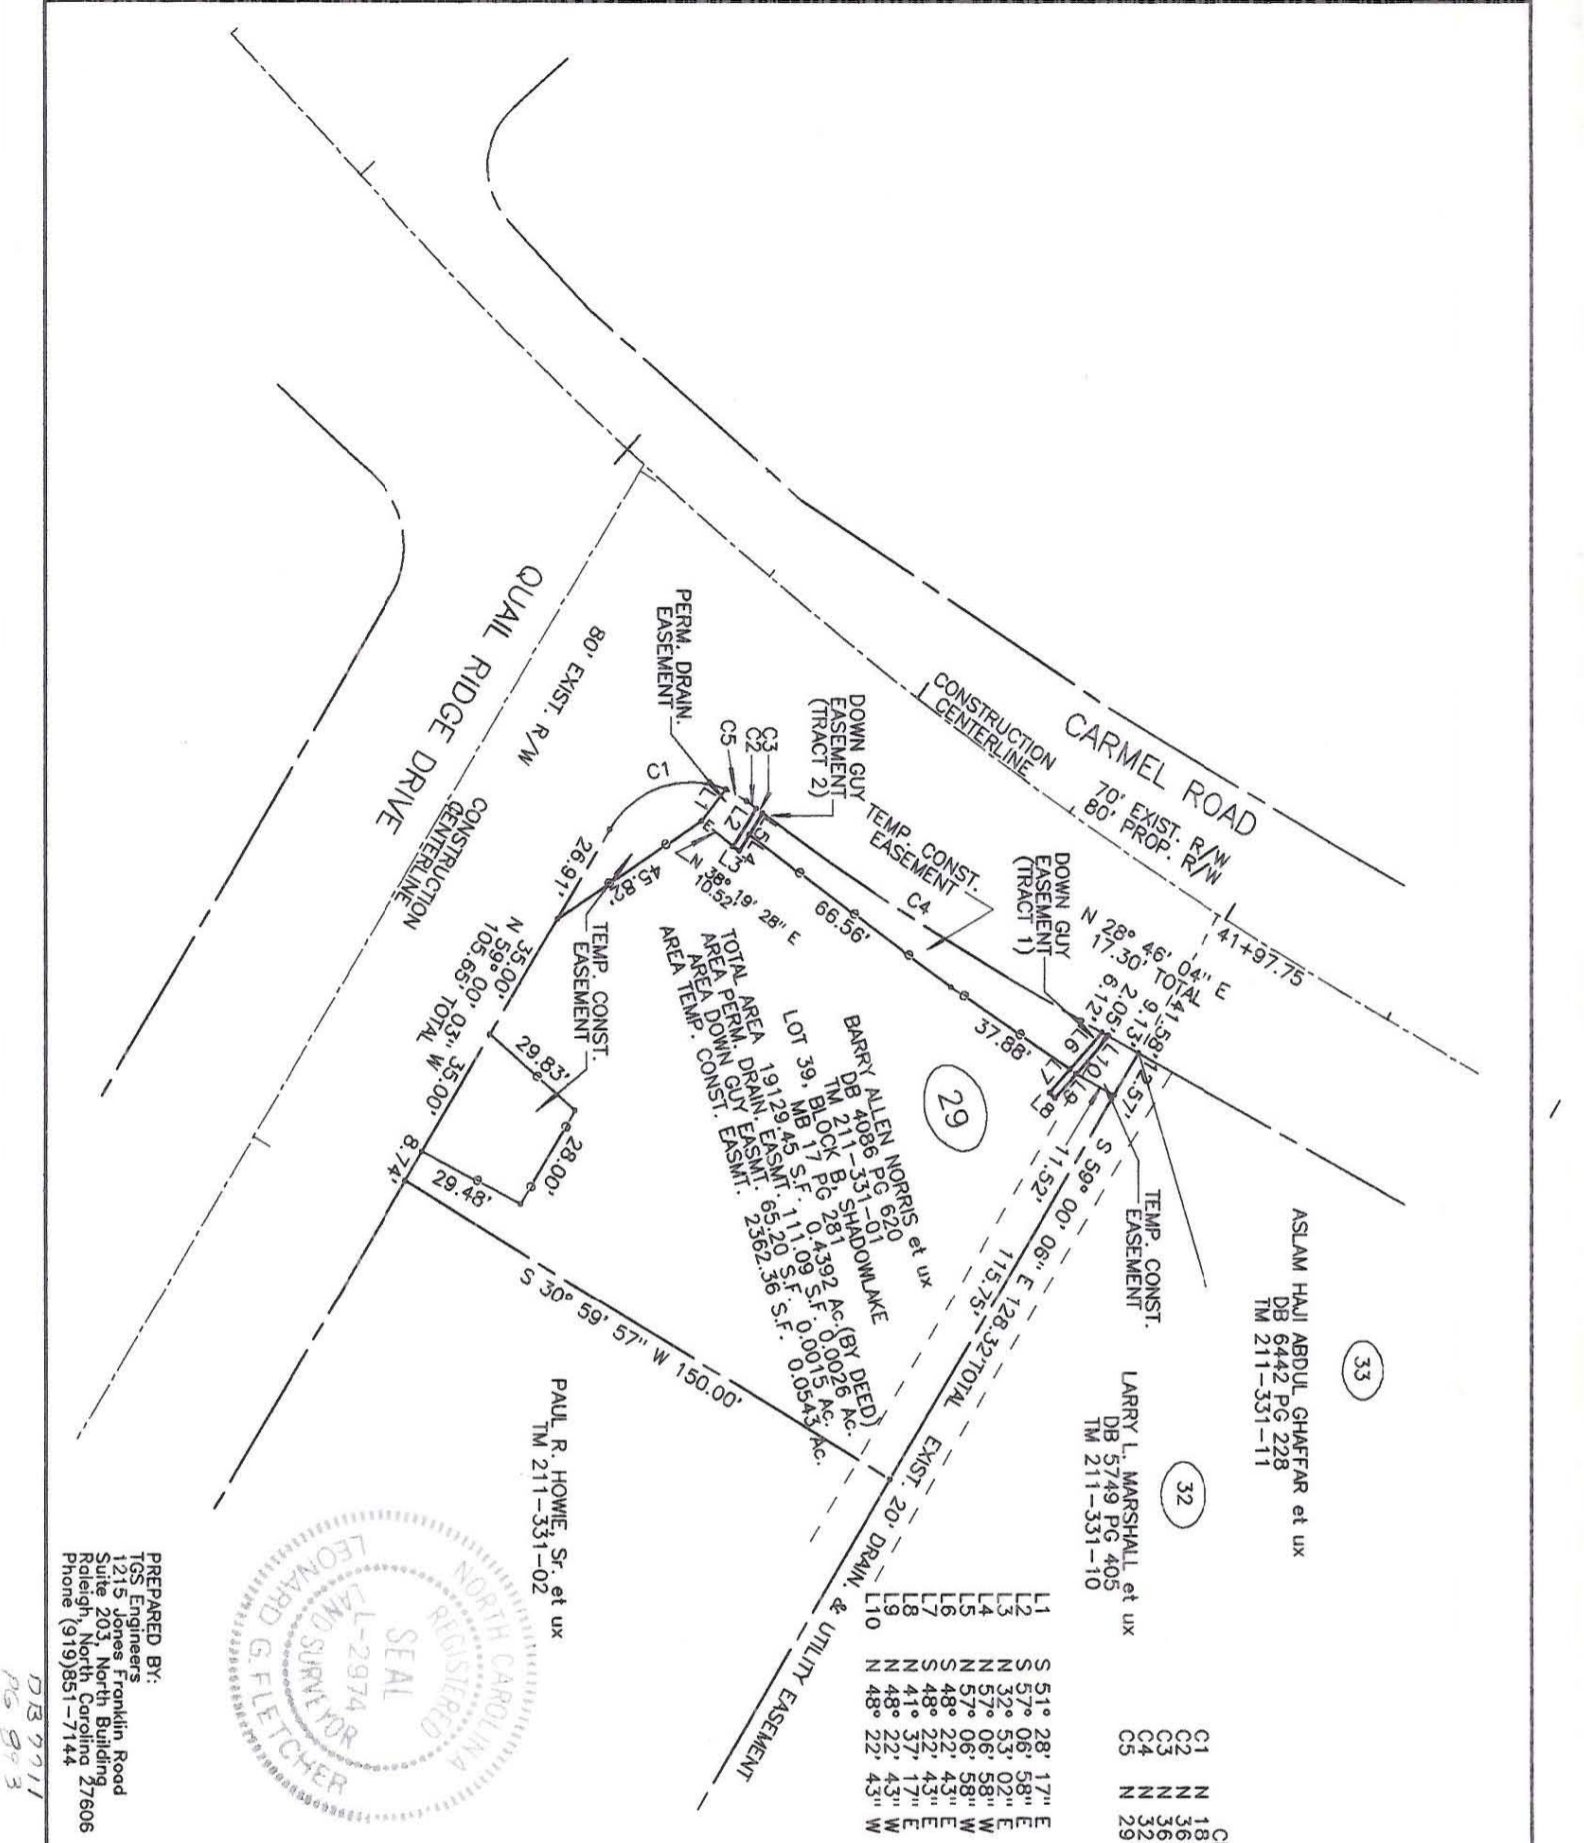 CARMEL ROAD
70' EXIST. R/W
80' PROP. R/W
CONSTRUCTION
CENTERLINE
41+97.75
N 28° 46' 04" E
17.30' TOTAL
141.58'
9.13'
2.05'
6.12'
12.57'
DOWN GUY
EASEMENT
(TRACT 1)
L6
L10
L9
L7
L8
TEMP. CONST.
EASEMENT
C4
DOWN GUY
EASEMENT
(TRACT 2)
C3
C2
C5
PERM. DRAIN.
EASEMENT
C1
L1
L2
L5
L4
L3
N 38° 19' 28" E
10.52'
66.56'
37.88'
QUAIL RIDGE DRIVE
80' EXIST. R/W
CONSTRUCTION
CENTERLINE
26.91'
45.82'
TEMP. CONST.
EASEMENT
35.00'
N 59° 00' 03" W
105.65' TOTAL
35.00'
8.74'
29.83'
28.00'
29.48'
29
BARRY ALLEN NORRIS et ux
DB 4086 PG 620
TM 211-331-01
LOT 39, BLOCK B, SHADOWLAKE
MB 17 PG 281
TOTAL AREA 19129.45 S.F. 0.4392 Ac.(BY DEED)
AREA PERM. DRAIN. EASMT. 111.09 S.F. 0.0026 Ac.
AREA DOWN GUY EASMT. 65.20 S.F. 0.0015 Ac.
AREA TEMP. CONST. EASMT. 2362.36 S.F. 0.0543 Ac.
S 59° 00' 06" E 128.32' TOTAL
11.52'
115.75'
TEMP. CONST.
EASEMENT
EXIST. 20' DRAIN. & UTILITY EASEMENT
S 30° 59' 57" W 150.00'
33
ASLAM HAJI ABDUL GHAFFAR et ux
DB 6442 PG 228
TM 211-331-11
32
LARRY L. MARSHALL et ux
DB 5749 PG 405
TM 211-331-10
PAUL R. HOWIE, Sr. et ux
TM 211-331-02
C1 N 18
C2 N 36
C3 N 36
C4 N 32
C5 N 29
L1 S 51° 28' 17" E
L2 S 57° 06' 58" E
L3 N 32° 53' 02" E
L4 N 57° 06' 58" W
L5 N 57° 06' 58" W
L6 S 48° 22' 43" E
L7 S 48° 22' 43" E
L8 N 41° 37' 17" E
L9 N 48° 22' 43" W
L10 N 48° 22' 43" W
NORTH CAROLINA
REGISTERED
SEAL
L-2974
LAND SURVEYOR
LEONARD G. FLETCHER
PREPARED BY:
TGS Engineers
1215 Jones Franklin Road
Suite 203, North Building
Raleigh, North Carolina 27606
Phone (919)851-7144